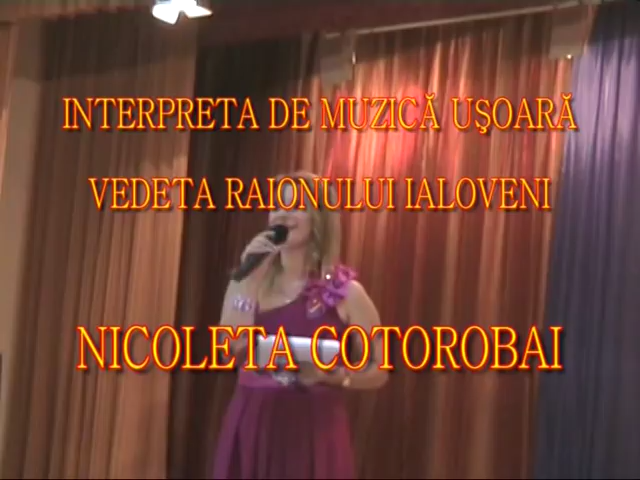 INTERPRETA DE MUZICĂ UŞOARĂ
VEDETA RAIONULUI IALOVENI
NICOLETA COTOROBAI